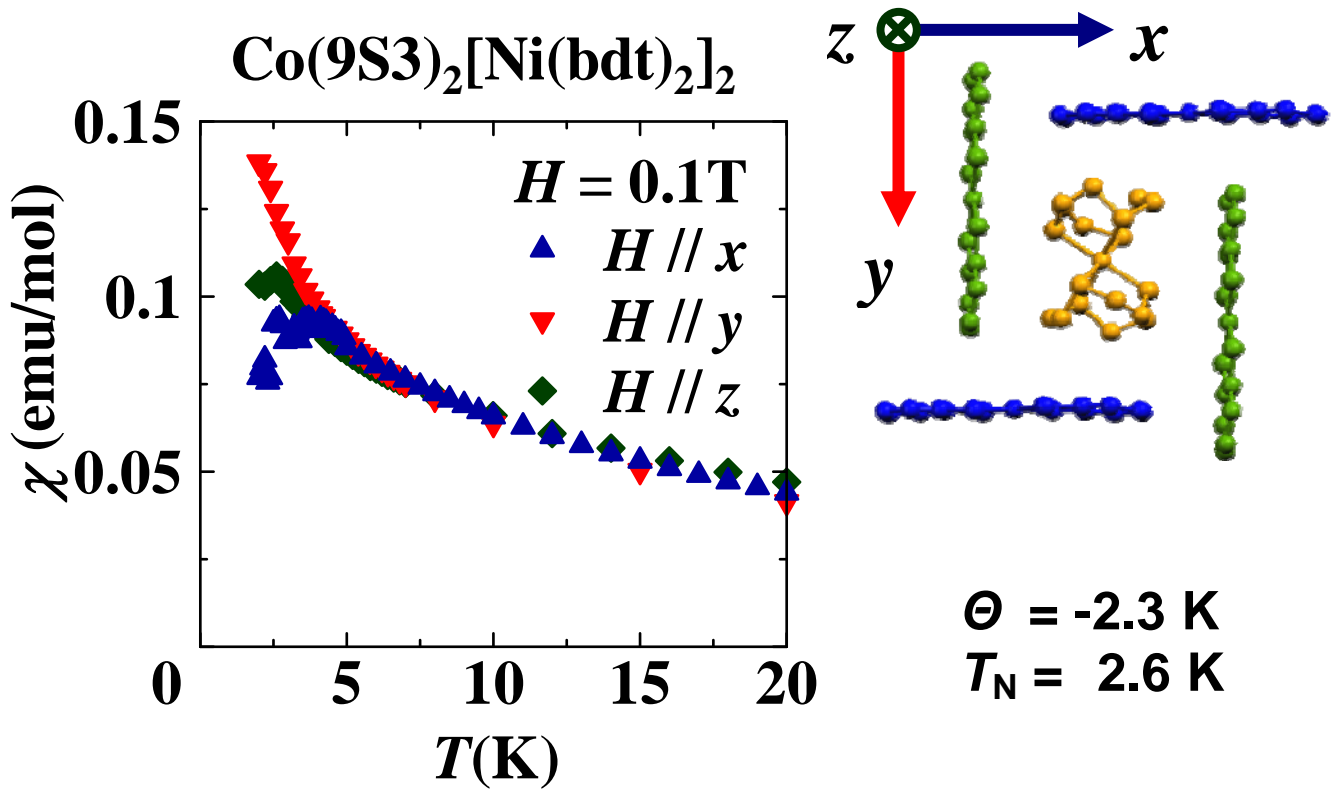 Co(9S3)₂[Ni(bdt)₂]₂
H = 0.1T
H // x
H // y
H // z
χ (emu/mol)
0.15
0.1
0.05
0
5
10
15
20
T(K)
z
x
y
Θ = -2.3 K
T_N = 2.6 K